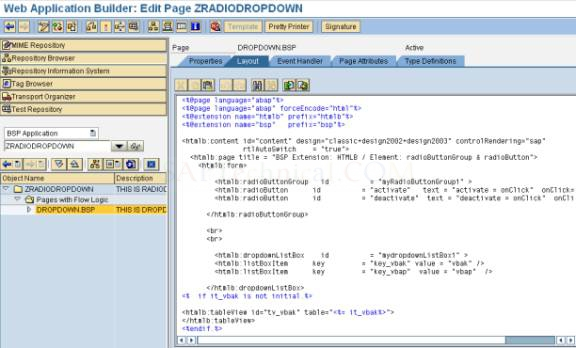 Web Application Builder: Edit Page ZRADIODROPDOWN
Template Pretty Printer Signature
MIME Repository
Repository Browser
Repository Information System
Tag Browser
Transport Organizer
Test Repository
BSP Application
ZRADIODROPDOWN
Object Name Description
ZRADIODROPDOWN THIS IS RADIO
Pages with Flow Logic
DROPDOWN.BSP THIS IS DROPD
Page DROPDOWN.BSP Active
Properties Layout Event Handler Page Attributes Type Definitions
<%@page language="abap"%>
<%@page language="abap" forceEncode="html"%>
<%@extension name="htmlb" prefix="htmlb"%>
<%@extension name="bsp" prefix="bsp"%>
<htmlb:content id="content" design="classic+design2002+design2003" controlRendering="sap"
rtlAutoSwitch = "true">
<htmlb:page title = "BSP Extension: HTMLB / Element: radioButtonGroup & radioButton">
<htmlb:form>
<htmlb:radioButtonGroup id = "myRadioButtonGroup1" >
<htmlb:radioButton id = "activate" text = "activate = onClick" onClick=
<htmlb:radioButton id = "deactivate" text = "deactivate = onClick" onCli
</htmlb:radioButtonGroup>
<br>
<br>
<htmlb:dropdownListBox id = "mydropdownListBox1" >
<htmlb:listBoxItem key = "key_vbak" value = "vbak" />
<htmlb:listBoxItem key = "key_vbap" value = "vbap" />
</htmlb:dropdownListBox>
<% if it_vbak is not initial.%>
<htmlb:tableView id="tv_vbak" table="<%= it_vbak%>">
</htmlb:tableView>
<%endif.%>